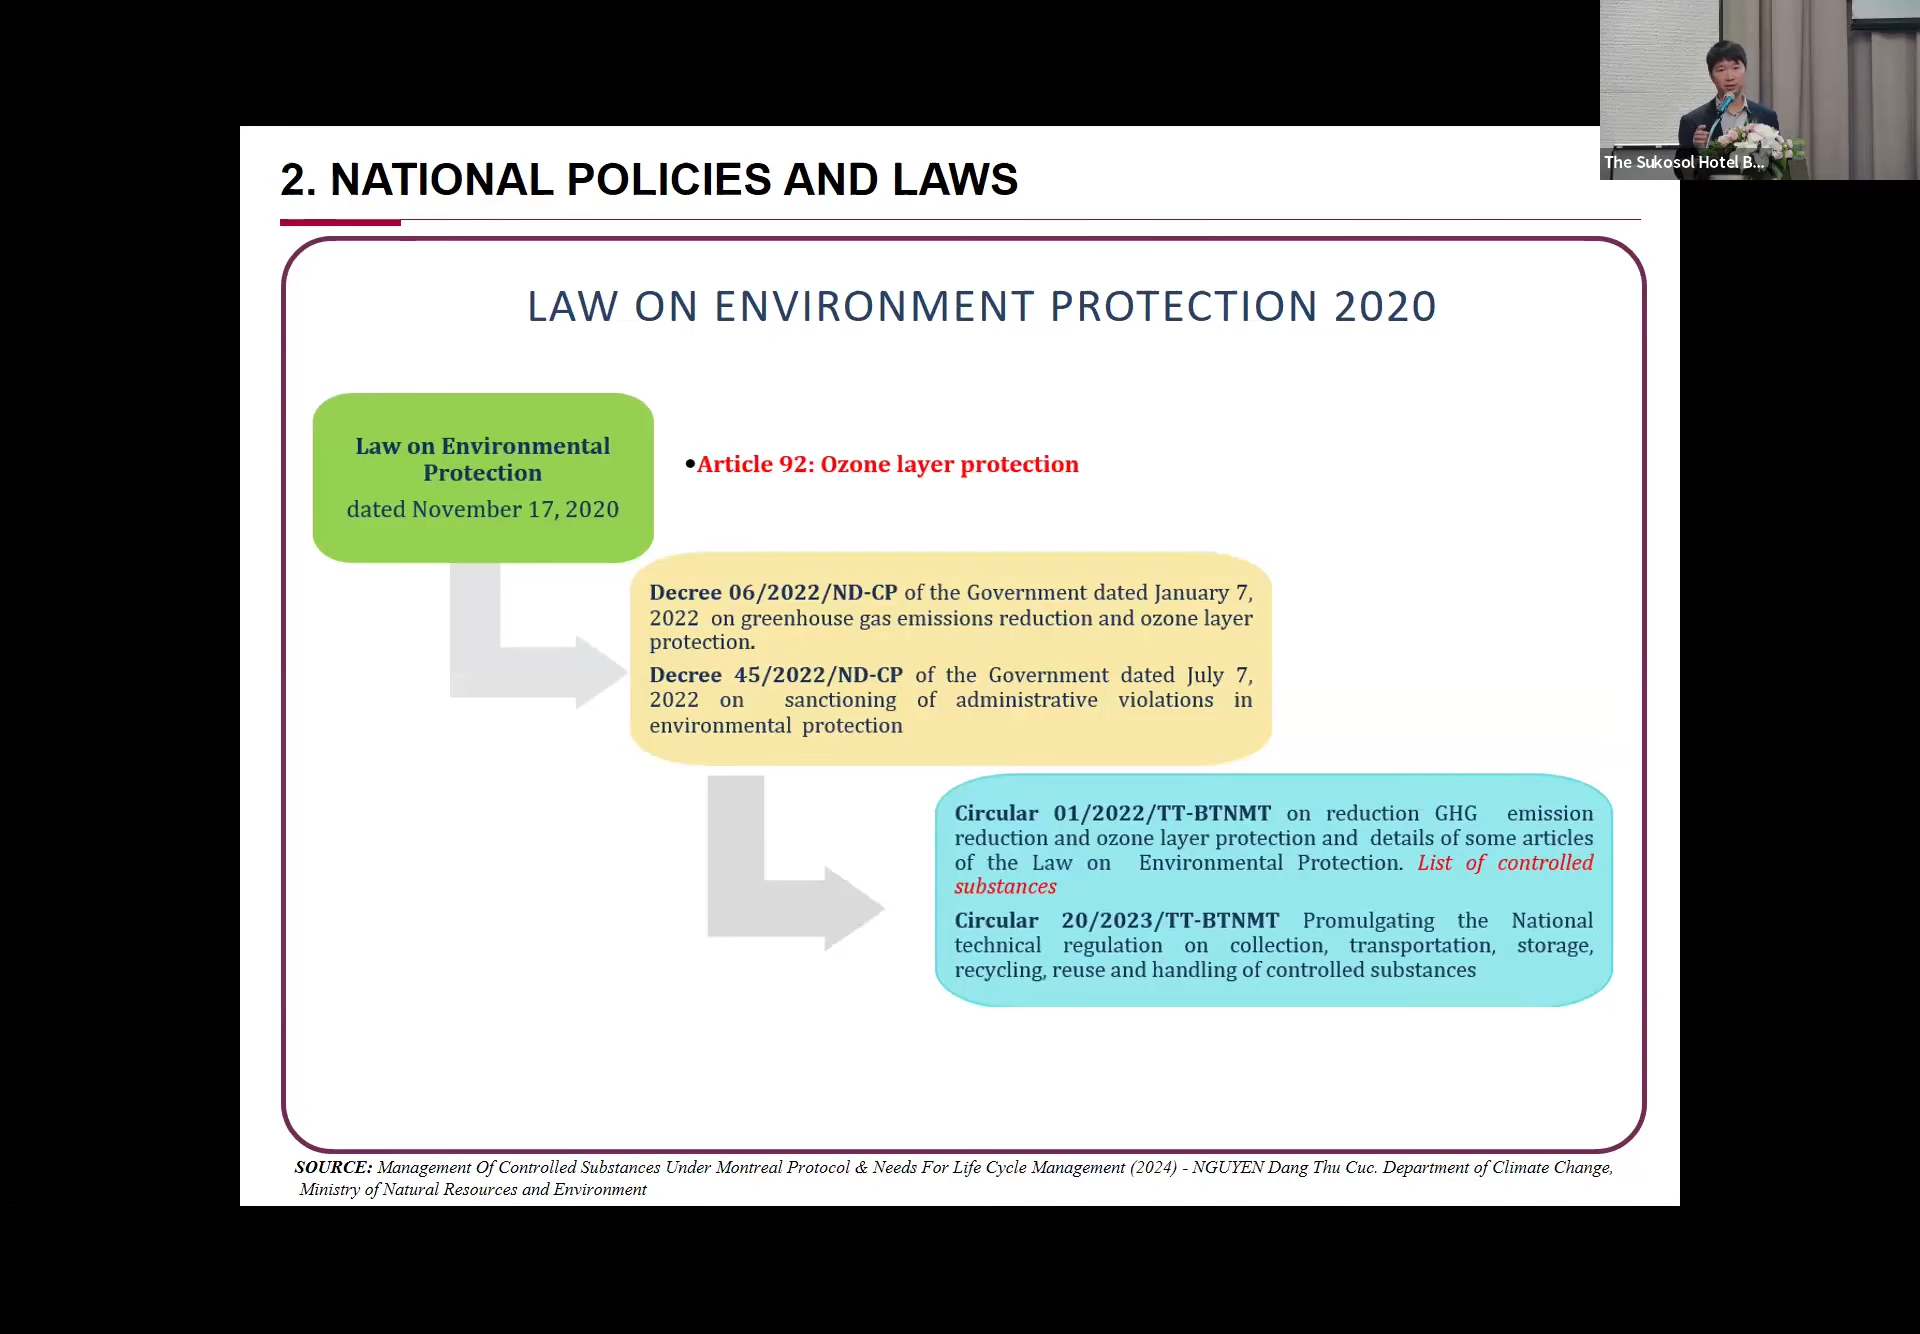 The Sukosol Hotel B...
2. NATIONAL POLICIES AND LAWS
LAW ON ENVIRONMENT PROTECTION 2020
Law on Environmental
Protection
dated November 17, 2020
•Article 92: Ozone layer protection
Decree 06/2022/ND-CP of the Government dated January 7,
2022 on greenhouse gas emissions reduction and ozone layer
protection.
Decree 45/2022/ND-CP of the Government dated July 7,
2022 on sanctioning of administrative violations in
environmental protection
Circular 01/2022/TT-BTNMT on reduction GHG emission
reduction and ozone layer protection and details of some articles
of the Law on Environmental Protection. List of controlled
substances
Circular 20/2023/TT-BTNMT Promulgating the National
technical regulation on collection, transportation, storage,
recycling, reuse and handling of controlled substances
SOURCE: Management Of Controlled Substances Under Montreal Protocol & Needs For Life Cycle Management (2024) - NGUYEN Dang Thu Cuc. Department of Climate Change,
Ministry of Natural Resources and Environment